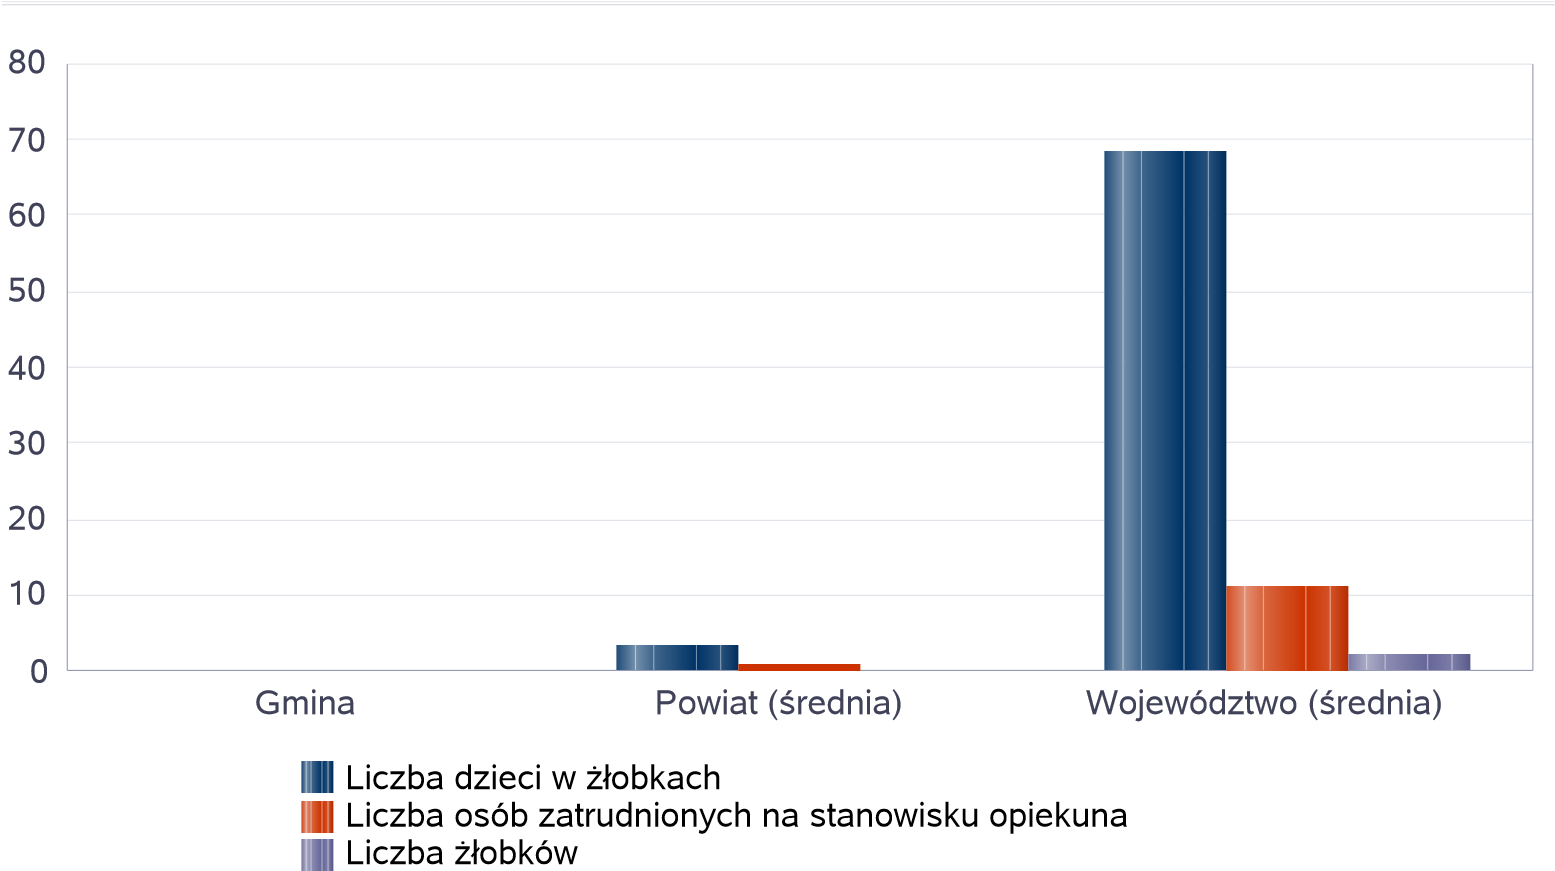 80
70
60
50
40
30
20
10
0
Gmina Powiat (średnia) Województwo (średnia)
Liczba dzieci w żłobkach
Liczba osób zatrudnionych na stanowisku opiekuna
Liczba żłobków